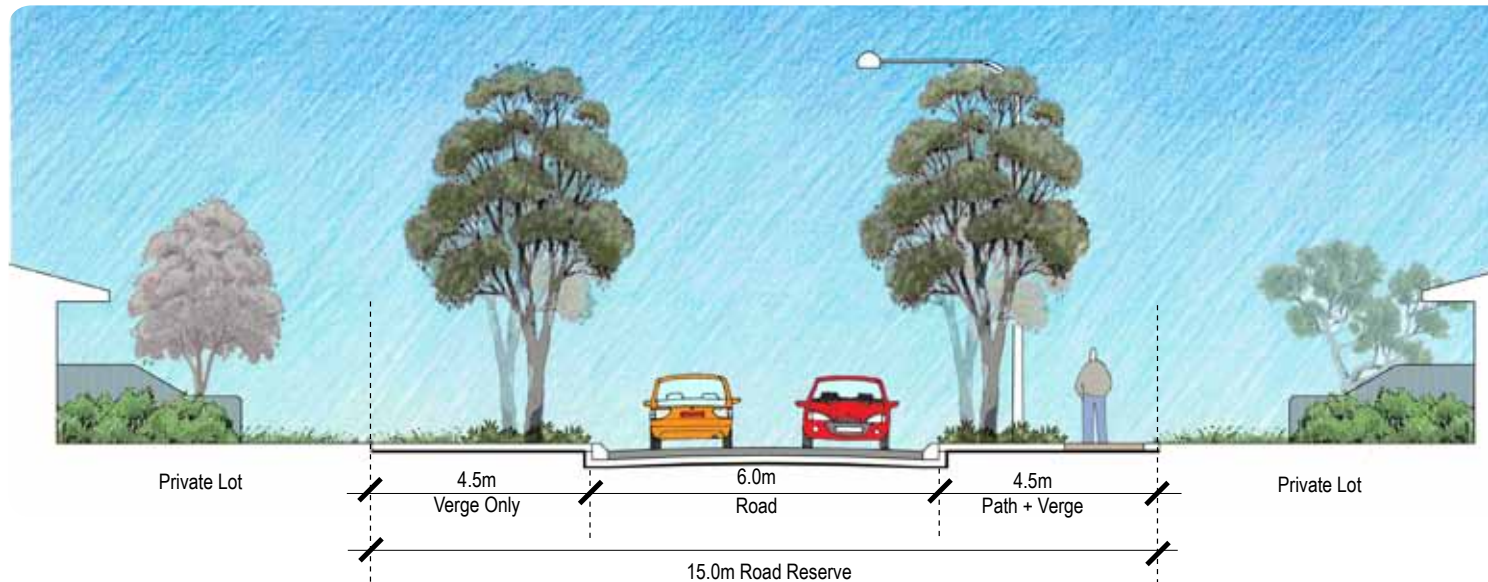 Private Lot
4.5m
Verge Only
6.0m
Road
4.5m
Path + Verge
Private Lot
15.0m Road Reserve